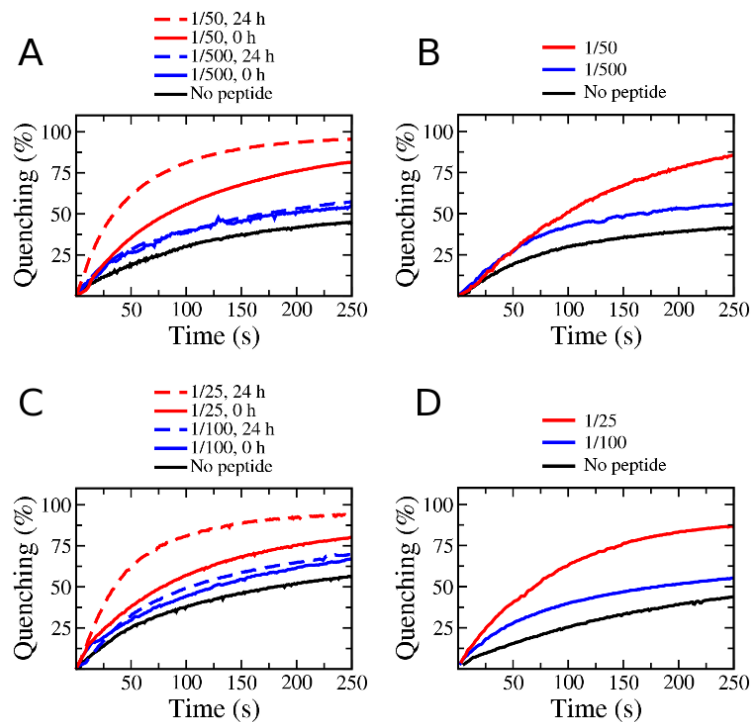 A
1/50, 24 h
1/50, 0 h
1/500, 24 h
1/500, 0 h
No peptide
Quenching (%)
100
75
50
25
50 100 150 200 250
Time (s)
B
1/50
1/500
No peptide
Quenching (%)
100
75
50
25
50 100 150 200 250
Time (s)
C
1/25, 24 h
1/25, 0 h
1/100, 24 h
1/100, 0 h
No peptide
Quenching (%)
100
75
50
25
50 100 150 200 250
Time (s)
D
1/25
1/100
No peptide
Quenching (%)
100
75
50
25
50 100 150 200 250
Time (s)